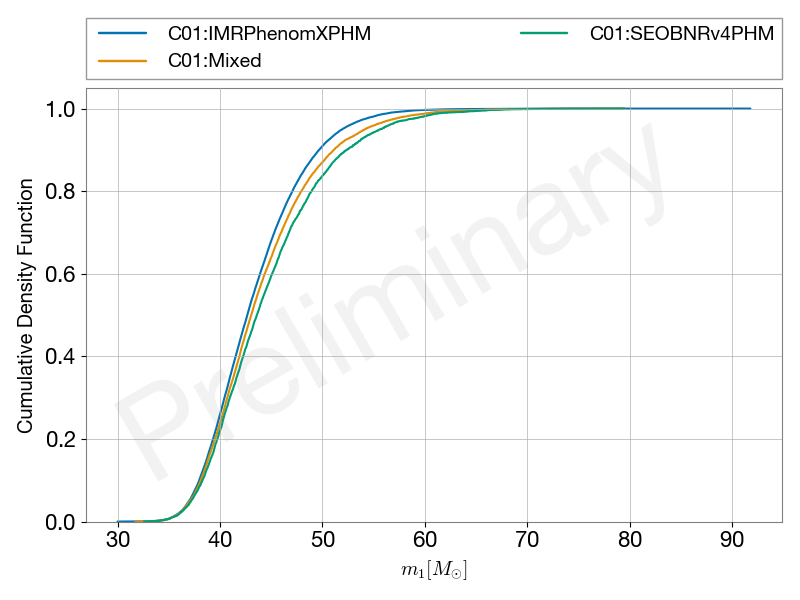 C01:IMRPhenomXPHM
C01:Mixed
C01:SEOBNRv4PHM
1.0
0.8
0.6
0.4
0.2
0.0
Cumulative Density Function
Preliminary
30 40 50 60 70 80 90
m₁[M☉]